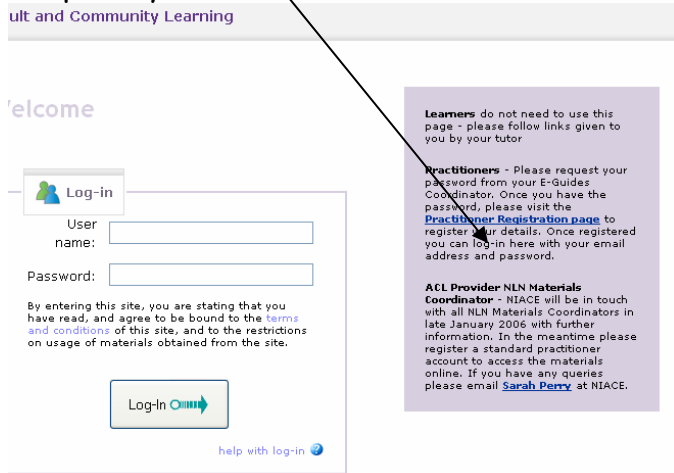 ult and Community Learning
elcome
Log-in
User
name:
Password:
By entering this site, you are stating that you
have read, and agree to be bound to the terms
and conditions of this site, and to the restrictions
on usage of materials obtained from the site.
Log-In
help with log-in
Learners do not need to use this
page - please follow links given to
you by your tutor
Practitioners - Please request your
password from your E-Guides
Coordinator. Once you have the
password, please visit the
Practitioner Registration page to
register your details. Once registered
you can log-in here with your email
address and password.
ACL Provider NLN Materials
Coordinator - NIACE will be in touch
with all NLN Materials Coordinators in
late January 2006 with further
information. In the meantime please
register a standard practitioner
account to access the materials
online. If you have any queries
please email Sarah Perry at NIACE.